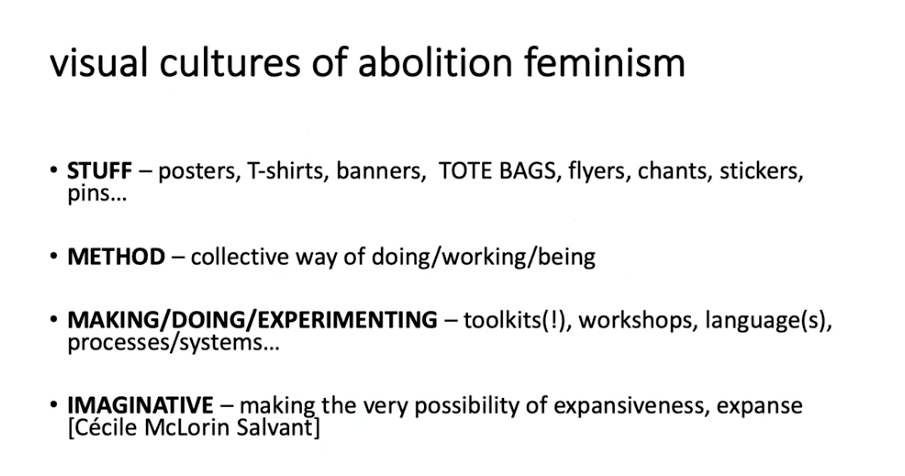 visual cultures of abolition feminism
• STUFF – posters, T-shirts, banners, TOTE BAGS, flyers, chants, stickers,
pins...
• METHOD – collective way of doing/working/being
• MAKING/DOING/EXPERIMENTING – toolkits(!), workshops, language(s),
processes/systems...
• IMAGINATIVE – making the very possibility of expansiveness, expanse
[Cécile McLorin Salvant]